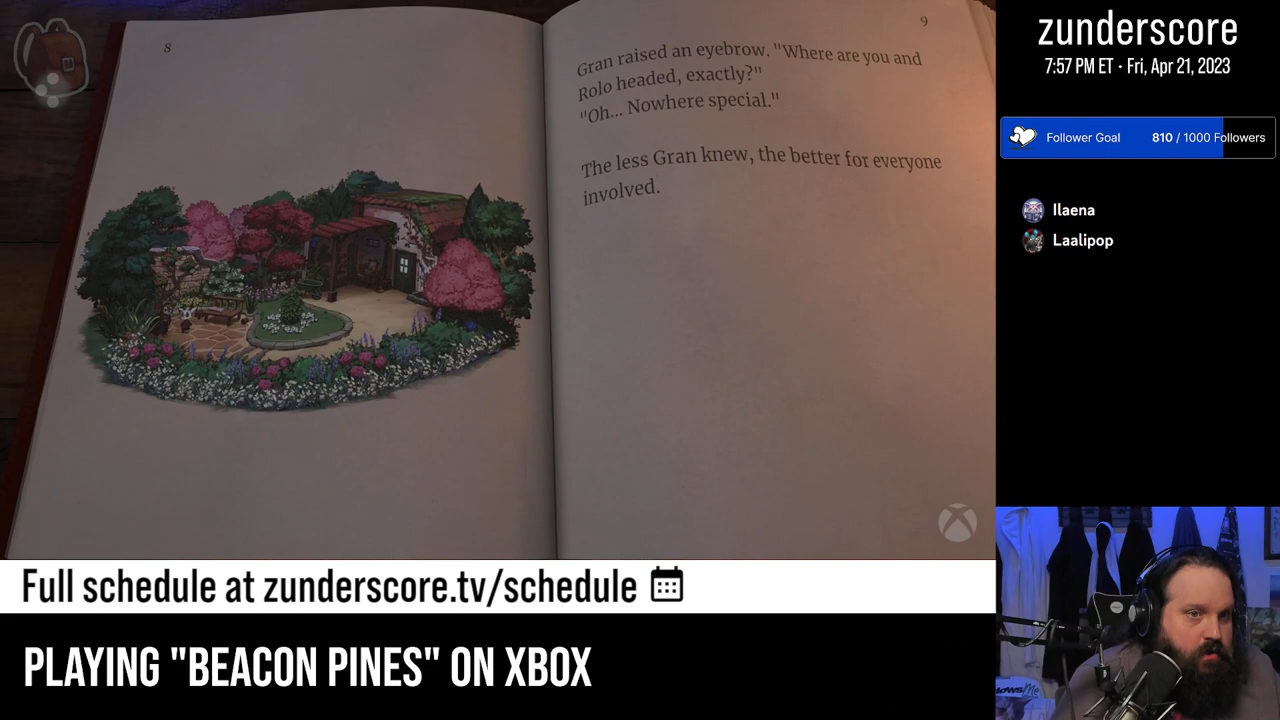 8
9
Gran raised an eyebrow. "Where are you and
Rolo headed, exactly?"
"Oh... Nowhere special."
The less Gran knew, the better for everyone
involved.
zunderscore
7:57 PM ET · Fri, Apr 21, 2023
Follower Goal 810 / 1000 Followers
Ilaena
Laalipop
Full schedule at zunderscore.tv/schedule
PLAYING "BEACON PINES" ON XBOX